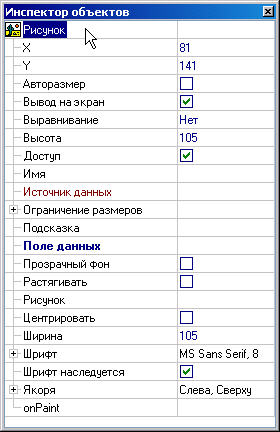 Инспектор объектов
Рисунок
X 81
Y 141
Авторазмер
Вывод на экран
Выравнивание Нет
Высота 105
Доступ
Имя
Источник данных
Ограничение размеров
Подсказка
Поле данных
Прозрачный фон
Растягивать
Рисунок
Центрировать
Ширина 105
Шрифт MS Sans Serif, 8
Шрифт наследуется
Якоря Слева, Сверху
onPaint